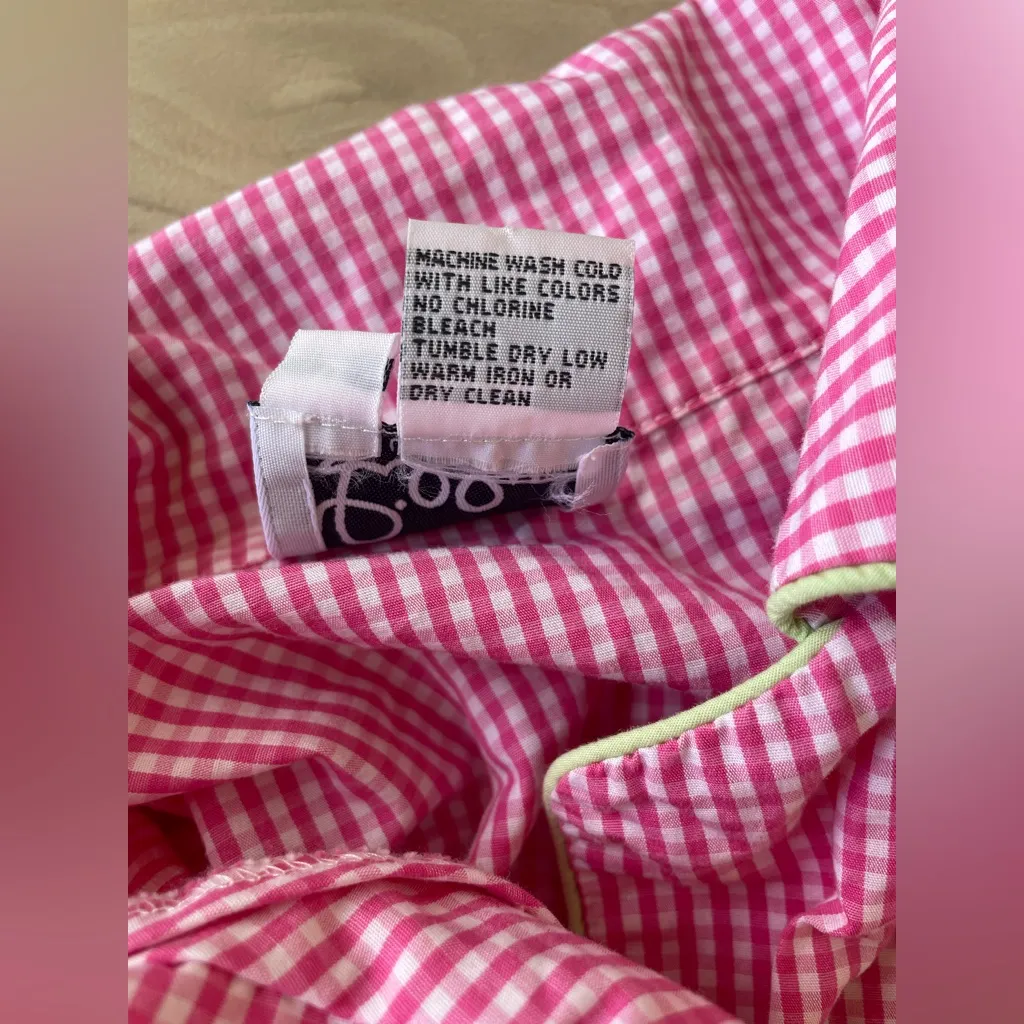 MACHINE WASH COLD
WITH LIKE COLORS
NO CHLORINE
BLEACH
TUMBLE DRY LOW
WARM IRON OR
DRY CLEAN